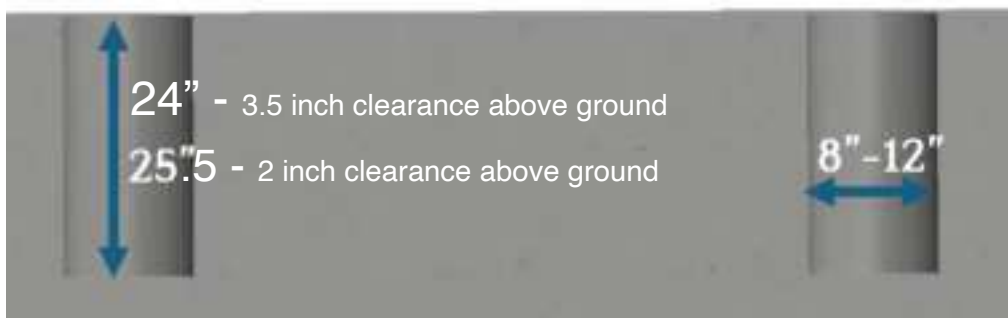 24” - 3.5 inch clearance above ground
25".5 - 2 inch clearance above ground
8"-12"